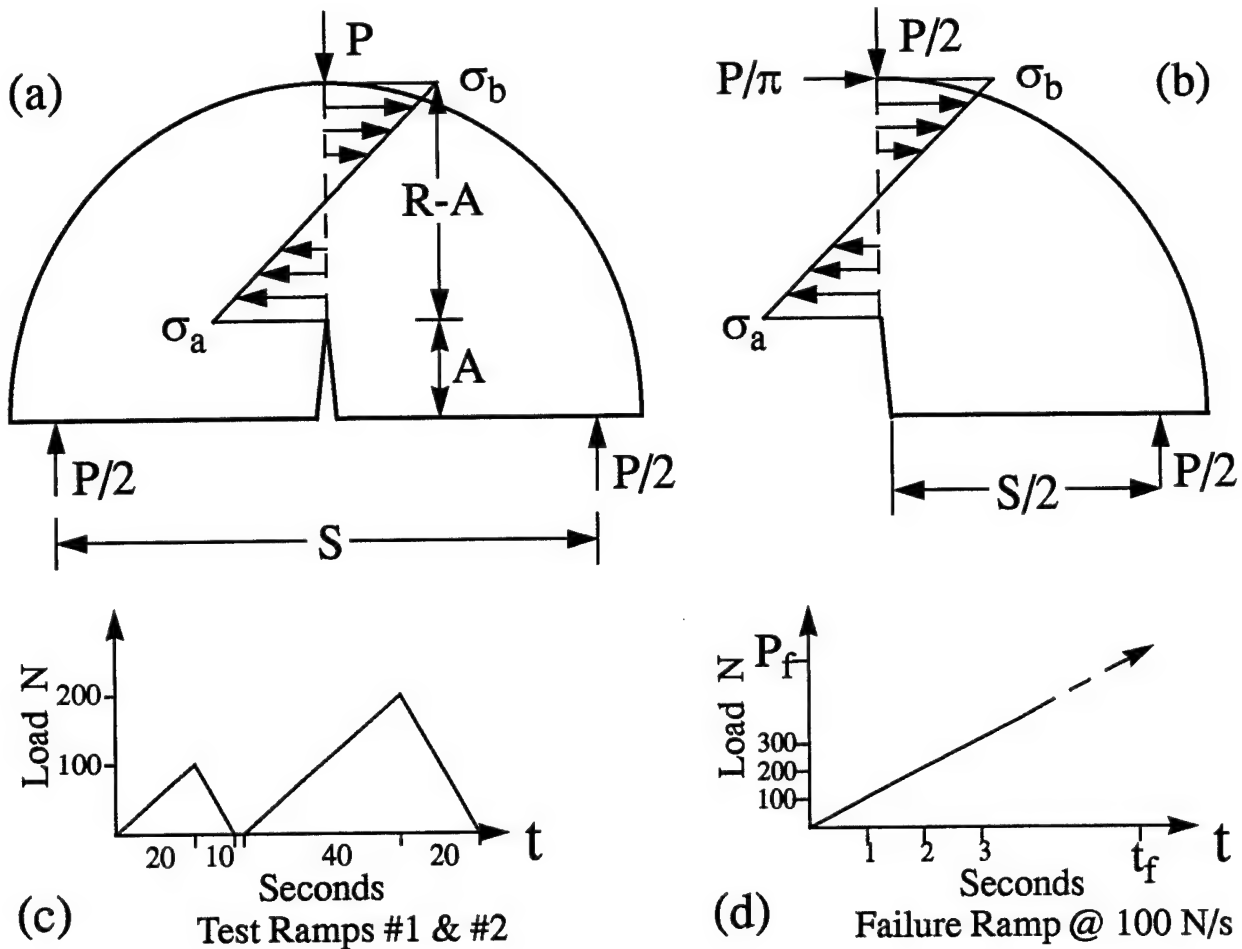 (a)
P
σb
R-A
σa
A
P/2
P/2
S
(b)
P/2
P/π
σb
σa
P/2
S/2
Load N
200
100
20
10
40
20
t
Seconds
(c)
Test Ramps #1 & #2
Load N
Pf
300
200
100
1
2
3
tf
t
Seconds
(d)
Failure Ramp @ 100 N/s